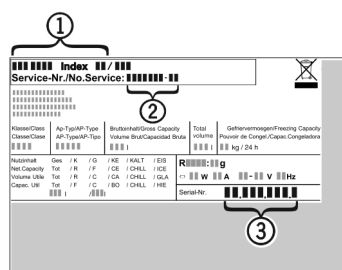 1
Index / 
Service-Nr./No.Service: -
2
Klasse/Class Ap-Typ/AP-Type Bruttoinhalt/Gross Capacity Total Gefriervermoegen/Freezing Capacity
Classe/Clase AP-Type/AP-Tipo Volume Brut/Capacidad Bruta volume Pouvoir de Congel./Capac.Congeladora
l l kg / 24 h
Nutzinhalt Ges / K / G / KE / KALT / EIS
Net Capacity Tot / R / F / CE / CHILL / ICE
Volume Utile Tot / R / C / CA / CHILL / GLA
Capac. Util Tot / F / C / BO / CHILL / HIE
l / l
R : g
W A - V Hz
Serial-Nr. . . .
3